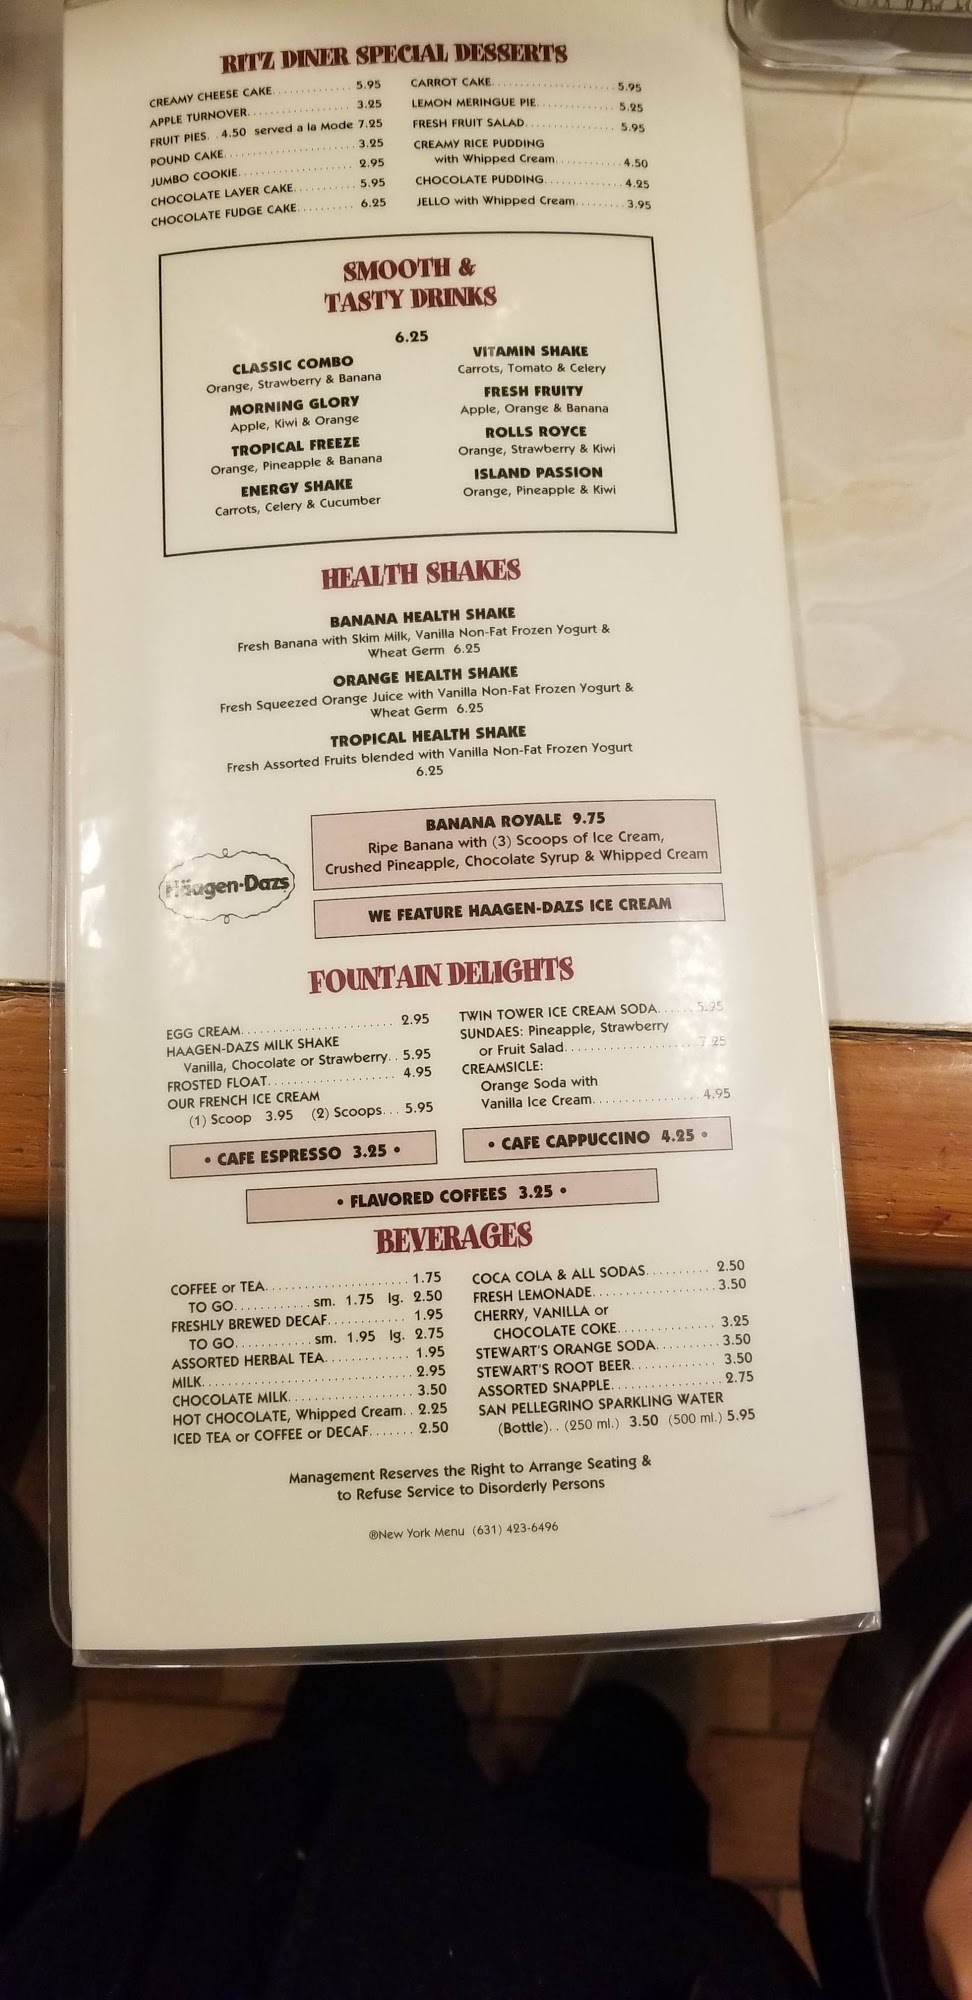 RITZ DINER SPECIAL DESSERTS
CREAMY CHEESE CAKE............ 5.95
APPLE TURNOVER................ 3.25
FRUIT PIES. . 4.50 served a la Mode 7.25
POUND CAKE.................... 3.25
JUMBO COOKIE.................. 2.95
CHOCOLATE LAYER CAKE.......... 5.95
CHOCOLATE FUDGE CAKE.......... 6.25
CARROT CAKE................... 5.95
LEMON MERINGUE PIE............ 5.25
FRESH FRUIT SALAD............. 5.95
CREAMY RICE PUDDING
with Whipped Cream........... 4.50
CHOCOLATE PUDDING............ 4.25
JELLO with Whipped Cream......... 3.95
SMOOTH &
TASTY DRINKS
6.25
CLASSIC COMBO
Orange, Strawberry & Banana
MORNING GLORY
Apple, Kiwi & Orange
TROPICAL FREEZE
Orange, Pineapple & Banana
ENERGY SHAKE
Carrots, Celery & Cucumber
VITAMIN SHAKE
Carrots, Tomato & Celery
FRESH FRUITY
Apple, Orange & Banana
ROLLS ROYCE
Orange, Strawberry & Kiwi
ISLAND PASSION
Orange, Pineapple & Kiwi
HEALTH SHAKES
BANANA HEALTH SHAKE
Fresh Banana with Skim Milk, Vanilla Non-Fat Frozen Yogurt &
Wheat Germ 6.25
ORANGE HEALTH SHAKE
Fresh Squeezed Orange Juice with Vanilla Non-Fat Frozen Yogurt &
Wheat Germ 6.25
TROPICAL HEALTH SHAKE
Fresh Assorted Fruits blended with Vanilla Non-Fat Frozen Yogurt
6.25
Häagen-Dazs
BANANA ROYALE 9.75
Ripe Banana with (3) Scoops of Ice Cream,
Crushed Pineapple, Chocolate Syrup & Whipped Cream
WE FEATURE HAAGEN-DAZS ICE CREAM
FOUNTAIN DELIGHTS
EGG CREAM....................... 2.95
HAAGEN-DAZS MILK SHAKE
Vanilla, Chocolate or Strawberry. . 5.95
FROSTED FLOAT.................... 4.95
OUR FRENCH ICE CREAM
(1) Scoop 3.95 (2) Scoops... 5.95
TWIN TOWER ICE CREAM SODA...... 5.95
SUNDAES: Pineapple, Strawberry
or Fruit Salad.................... 7.25
CREAMSICLE:
Orange Soda with
Vanilla Ice Cream................ 4.95
• CAFE ESPRESSO 3.25 •
• CAFE CAPPUCCINO 4.25 •
• FLAVORED COFFEES 3.25 •
BEVERAGES
COFFEE or TEA..................... 1.75
TO GO............ sm. 1.75 lg. 2.50
FRESHLY BREWED DECAF............ 1.95
TO GO............ sm. 1.95 lg. 2.75
ASSORTED HERBAL TEA............. 1.95
MILK................................ 2.95
CHOCOLATE MILK................... 3.50
HOT CHOCOLATE, Whipped Cream. . 2.25
ICED TEA or COFFEE or DECAF....... 2.50
COCA COLA & ALL SODAS.......... 2.50
FRESH LEMONADE................... 3.50
CHERRY, VANILLA or
CHOCOLATE COKE............... 3.25
STEWART'S ORANGE SODA......... 3.50
STEWART'S ROOT BEER............ 3.50
ASSORTED SNAPPLE................ 2.75
SAN PELLEGRINO SPARKLING WATER
(Bottle). . (250 ml.) 3.50 (500 ml.) 5.95
Management Reserves the Right to Arrange Seating &
to Refuse Service to Disorderly Persons
®New York Menu (631) 423-6496